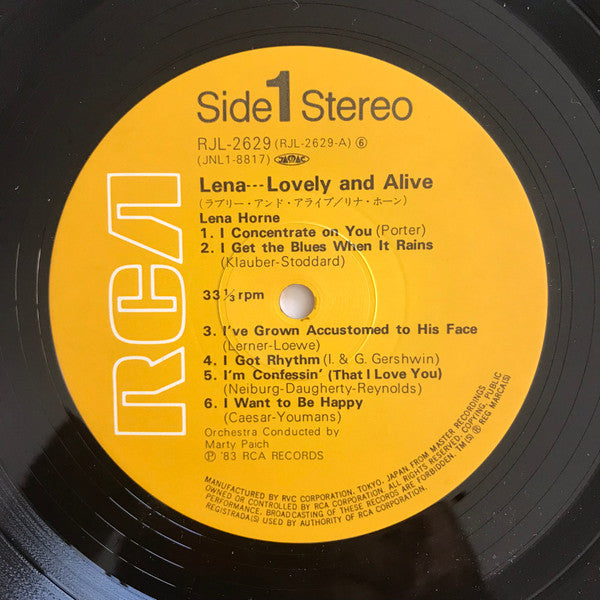 Side 1 Stereo
RJL-2629 (RJL-2629-A) ⑥
(JNL1-8817)
Lena---Lovely and Alive
(ラブリー・アンド・アライブ/リナ・ホーン)
Lena Horne
1. I Concentrate on You (Porter)
2. I Get the Blues When It Rains
(Klauber-Stoddard)
33 1/3 rpm
3. I've Grown Accustomed to His Face
(Lerner-Loewe)
4. I Got Rhythm (I. & G. Gershwin)
5. I'm Confessin' (That I Love You)
(Neiburg-Daugherty-Reynolds)
6. I Want to Be Happy
(Caesar-Youmans)
Orchestra Conducted by
Marty Paich
Ⓟ '83 RCA RECORDS
RCA
MANUFACTURED BY RVC CORPORATION, TOKYO, JAPAN, FROM MASTER RECORDINGS
OWNED OR CONTROLLED BY RCA CORPORATION. ALL RIGHTS RESERVED. COPYING, PUBLIC
PERFORMANCE, BROADCASTING OF THESE RECORDS ARE FORBIDDEN. TM(S) ® REG MARCA(S)
REGISTRADA(S) USED BY AUTHORITY OF RCA CORPORATION.